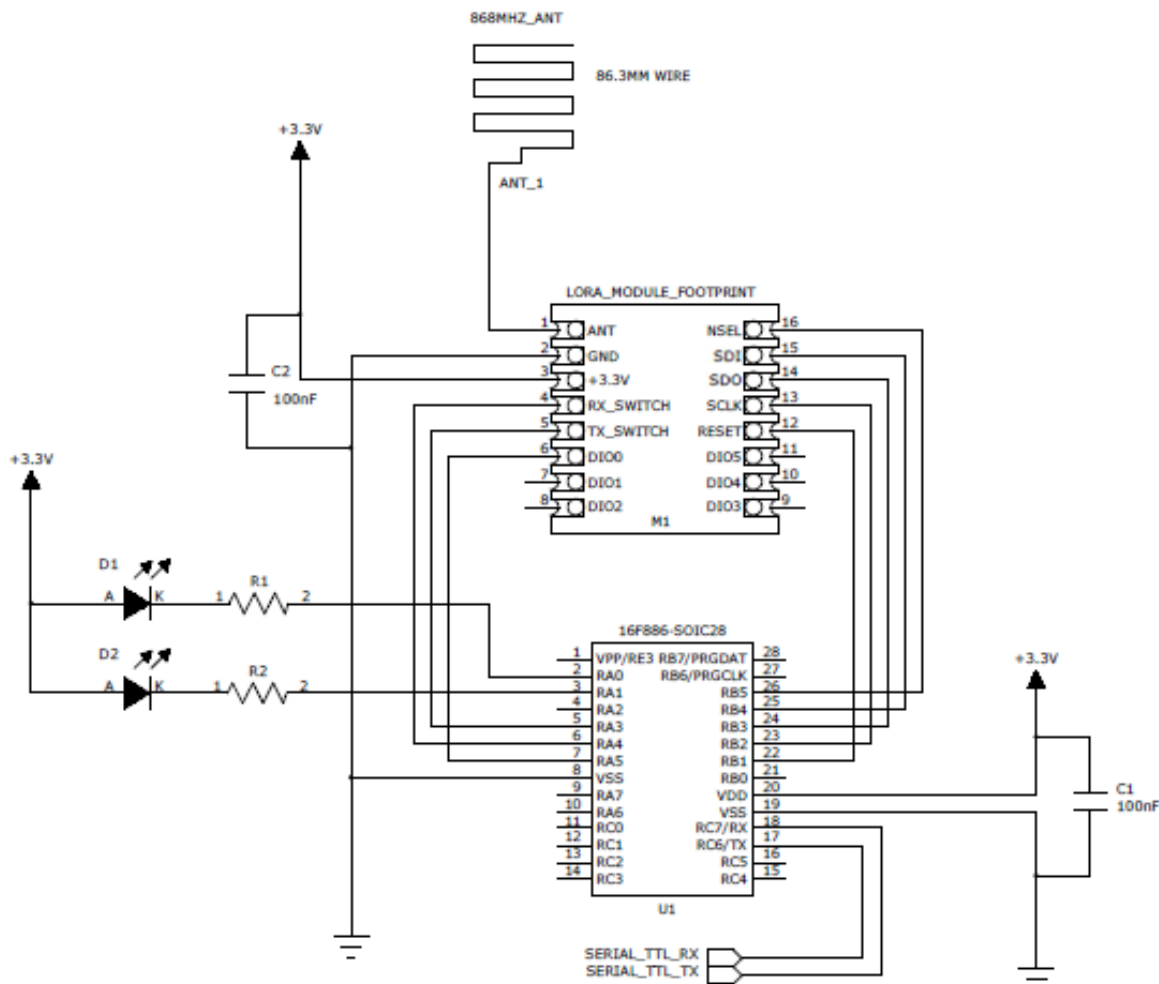 868MHZ_ANT
86.3MM WIRE
+3.3V
ANT_1
LORA_MODULE_FOOTPRINT
1 ANT NSEL 16
2 GND SDI 15
3 +3.3V SDO 14
4 RX_SWITCH SCLK 13
5 TX_SWITCH RESET 12
6 DIO0 DIO5 11
7 DIO1 DIO4 10
8 DIO2 DIO3 9
M1
C2
100nF
+3.3V
D1
A K
R1
1 2
D2
A K
R2
1 2
16F886-SOIC28
1 VPP/RE3 RB7/PRGDAT 28
2 RA0 RB6/PRGCLK 27
3 RA1 RB5 26
4 RA2 RB4 25
5 RA3 RB3 24
6 RA4 RB2 23
7 RA5 RB1 22
8 VSS RB0 21
9 RA7 VDD 20
10 RA6 VSS 19
11 RC0 RC7/RX 18
12 RC1 RC6/TX 17
13 RC2 RC5 16
14 RC3 RC4 15
U1
+3.3V
C1
100nF
SERIAL_TTL_RX
SERIAL_TTL_TX